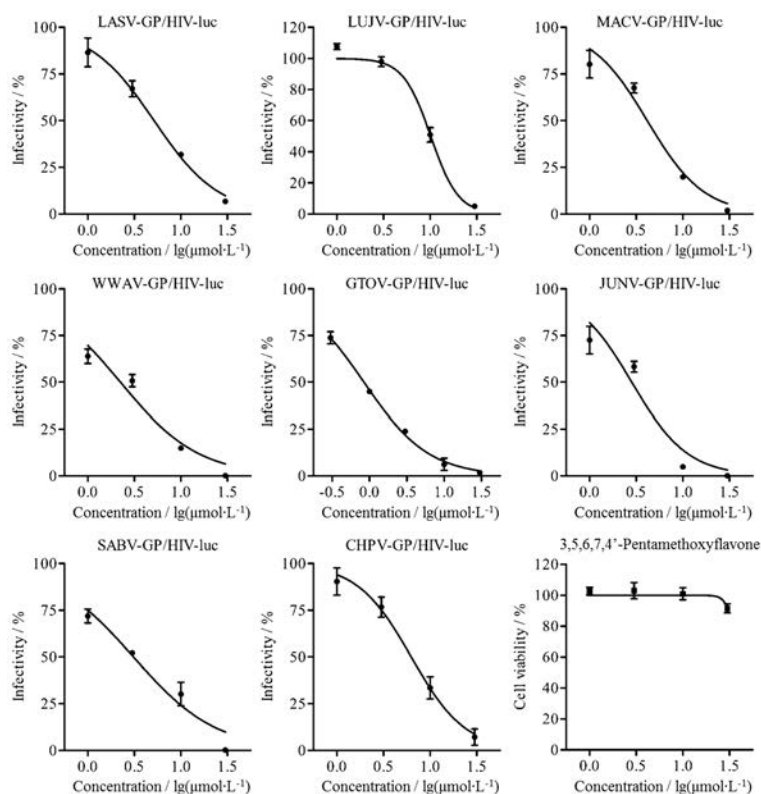 LASV-GP/HIV-luc
Infectivity / %
100
75
50
25
0
0.0 0.5 1.0 1.5
Concentration / lg(μmol·L⁻¹)
LUJV-GP/HIV-luc
Infectivity / %
120
100
80
60
40
20
0
0.0 0.5 1.0 1.5
Concentration / lg(μmol·L⁻¹)
MACV-GP/HIV-luc
Infectivity / %
100
75
50
25
0
0.0 0.5 1.0 1.5
Concentration / lg(μmol·L⁻¹)
WWAV-GP/HIV-luc
Infectivity / %
100
75
50
25
0
0.0 0.5 1.0 1.5
Concentration / lg(μmol·L⁻¹)
GTOV-GP/HIV-luc
Infectivity / %
100
75
50
25
0
-0.5 0.0 0.5 1.0 1.5
Concentration / lg(μmol·L⁻¹)
JUNV-GP/HIV-luc
Infectivity / %
100
75
50
25
0
0.0 0.5 1.0 1.5
Concentration / lg(μmol·L⁻¹)
SABV-GP/HIV-luc
Infectivity / %
100
75
50
25
0
0.0 0.5 1.0 1.5
Concentration / lg(μmol·L⁻¹)
CHPV-GP/HIV-luc
Infectivity / %
100
75
50
25
0
0.0 0.5 1.0 1.5
Concentration / lg(μmol·L⁻¹)
3,5,6,7,4’-Pentamethoxyflavone
Cell viability / %
120
100
80
60
40
20
0
0.0 0.5 1.0 1.5
Concentration / lg(μmol·L⁻¹)